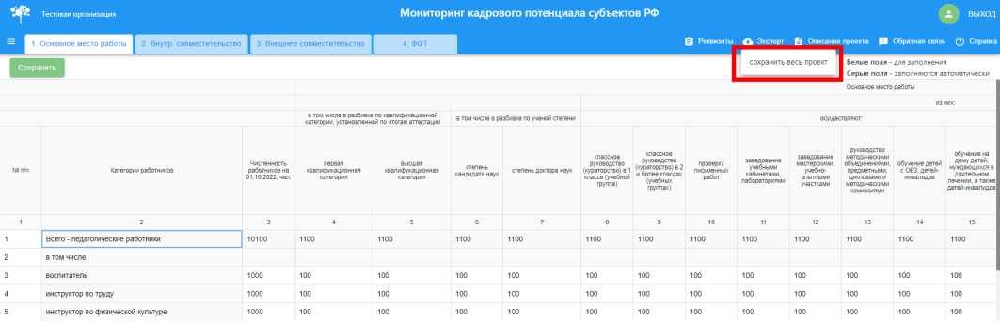 Тестовая организация
Мониторинг кадрового потенциала субъектов РФ
ВЫХОД
1. Основное место работы
2. Внутр. совместительство
3. Внешнее совместительство
4. ФОТ
Реквизиты
Экспорт
Описание проекта
Обратная связь
Справка
Сохранить
сохранить весь проект
Белые поля - для заполнения
Серые поля - заполняются автоматически
Основное место работы
из них:
в том числе в разбивке по квалификационной
категории, установленной по итогам аттестации
в том числе в разбивке по ученой степени
осуществляют:
№ п/п
Категории работников
Численность
работников на
01.10.2022, чел.
первая
квалификационная
категория
высшая
квалификационная
категория
степень
кандидата наук
степень доктора наук
классное
руководство
(кураторство) в 1
классе (учебной
группе)
классное
руководство
(кураторство) в 2
и более классах
(учебных
группах)
проверку
письменных
работ
заведование
учебными
кабинетами,
лабораториями
заведование
мастерскими,
учебно-
опытными
участками
руководство
методическими
объединениями,
предметными,
цикловыми и
методическими
комиссиями
обучение детей
с ОВЗ, детей-
инвалидов
обучение на
дому детей,
нуждающихся в
длительном
лечении, а также
детей-инвалидов
1 2 3 4 5 6 7 8 9 10 11 12 13 14 15
1 Всего - педагогические работники 10100 1100 1100 1100 1100 1100 1100 1100 1100 1100 1100 1100 1100
2 в том числе:
3 воспитатель 1000 100 100 100 100 100 100 100 100 100 100 100 100
4 инструктор по труду 1000 100 100 100 100 100 100 100 100 100 100 100 100
5 инструктор по физической культуре 1000 100 100 100 100 100 100 100 100 100 100 100 100